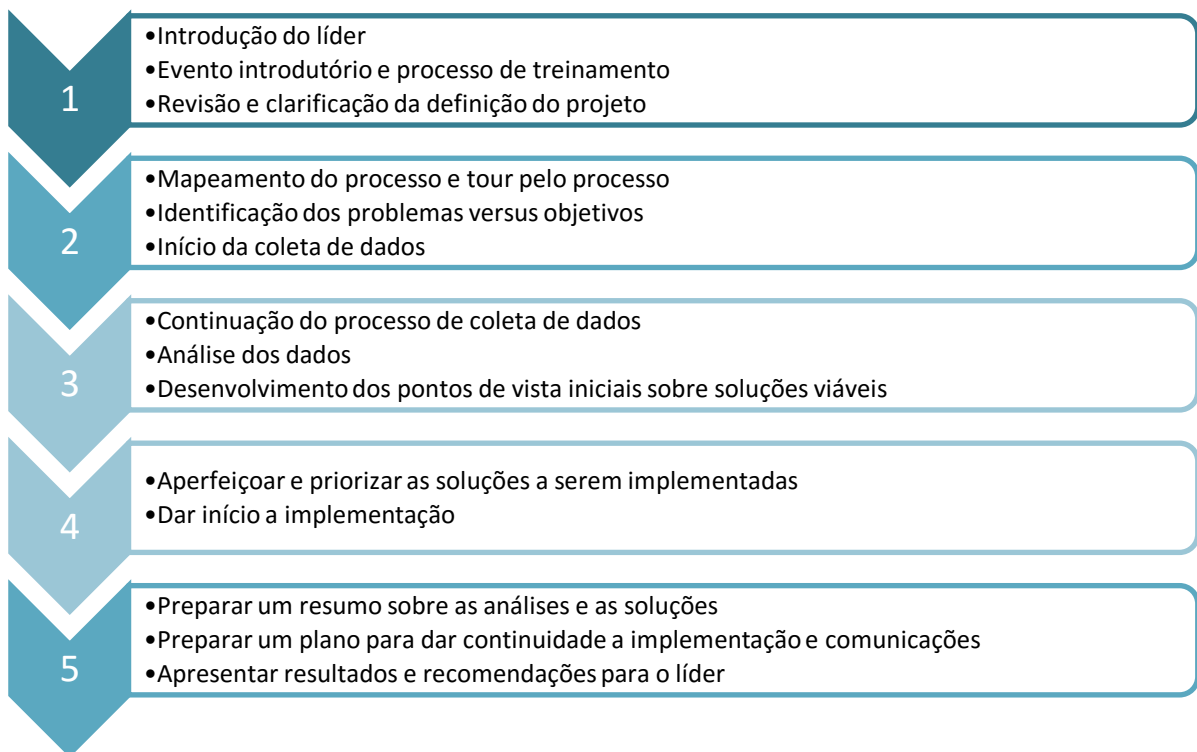 1
•Introdução do líder
•Evento introdutório e processo de treinamento
•Revisão e clarificação da definição do projeto
2
•Mapeamento do processo e tour pelo processo
•Identificação dos problemas versus objetivos
•Início da coleta de dados
3
•Continuação do processo de coleta de dados
•Análise dos dados
•Desenvolvimento dos pontos de vista iniciais sobre soluções viáveis
4
•Aperfeiçoar e priorizar as soluções a serem implementadas
•Dar início a implementação
5
•Preparar um resumo sobre as análises e as soluções
•Preparar um plano para dar continuidade a implementação e comunicações
•Apresentar resultados e recomendações para o líder